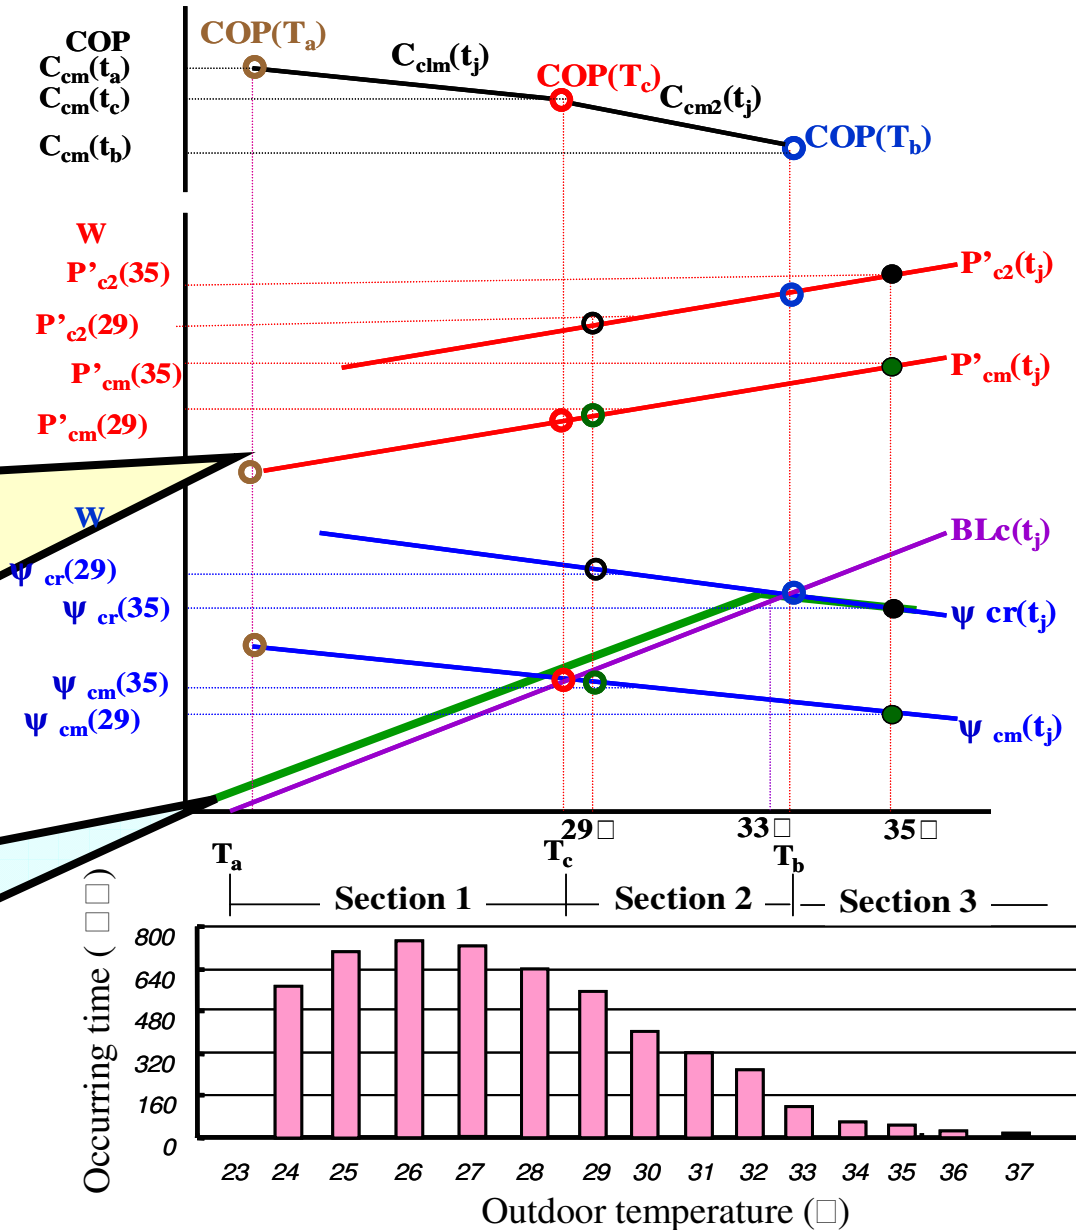 COP
COP(Ta)
Cclm(tj)
Ccm(ta)
COP(Tc)
Ccm(tc)
Ccm2(tj)
Ccm(tb)
COP(Tb)
W
P'c2(35)
P'c2(tj)
P'c2(29)
P'cm(35)
P'cm(tj)
P'cm(29)
W
BLc(tj)
ψ cr(29)
ψ cr(35)
ψ cr(tj)
ψ cm(35)
ψ cm(29)
ψ cm(tj)
29□ 33□ 35□
Ta Tc Tb
Section 1 Section 2 Section 3
Occurring time (□□)
800
640
480
320
160
0
23 24 25 26 27 28 29 30 31 32 33 34 35 36 37
Outdoor temperature (□)